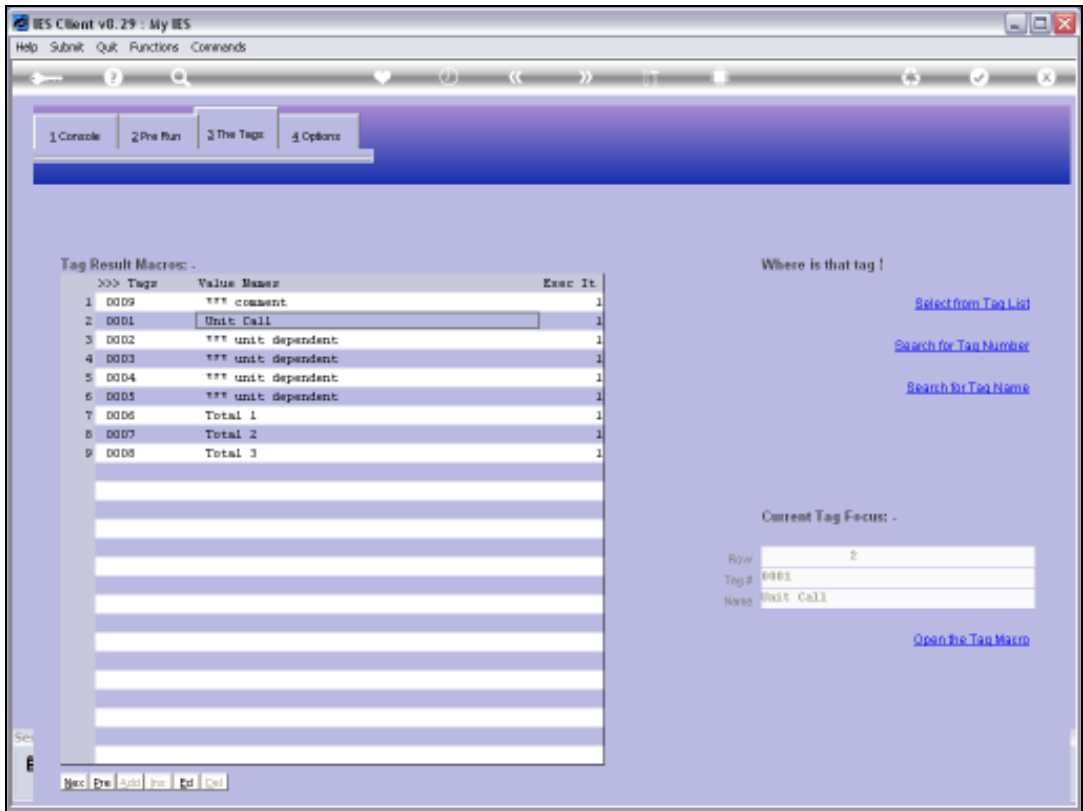 IES Client v8.29 : My IES
Help Submit Quit Functions Commands
1 Console 2 Pre Run 3 The Tags 4 Options
Tag Result Macros: -
Where is that tag !
>>> Tags Value Names Exec It
1 0009 *** comment 1
2 0001 Unit Call 1
3 0002 *** unit dependent 1
4 0003 *** unit dependent 1
5 0004 *** unit dependent 1
6 0005 *** unit dependent 1
7 0006 Total 1 1
8 0007 Total 2 1
9 0008 Total 3 1
Select from Tag List
Search for Tag Number
Search for Tag Name
Current Tag Focus: -
Row 2
Tag # 0001
Name Unit Call
Open the Tag Macro
Ses
Nex Pre Add Ins Ed Del